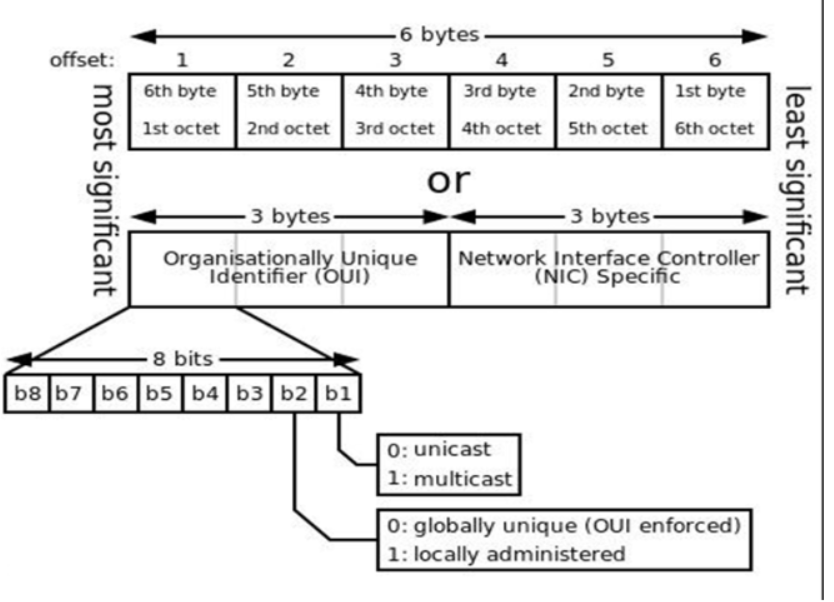 6 bytes
offset: 1 2 3 4 5 6
most significant
6th byte 5th byte 4th byte 3rd byte 2nd byte 1st byte
1st octet 2nd octet 3rd octet 4th octet 5th octet 6th octet
least significant
or
3 bytes 3 bytes
Organisationally Unique
Identifier (OUI)
Network Interface Controller
(NIC) Specific
8 bits
b8 b7 b6 b5 b4 b3 b2 b1
0: unicast
1: multicast
0: globally unique (OUI enforced)
1: locally administered